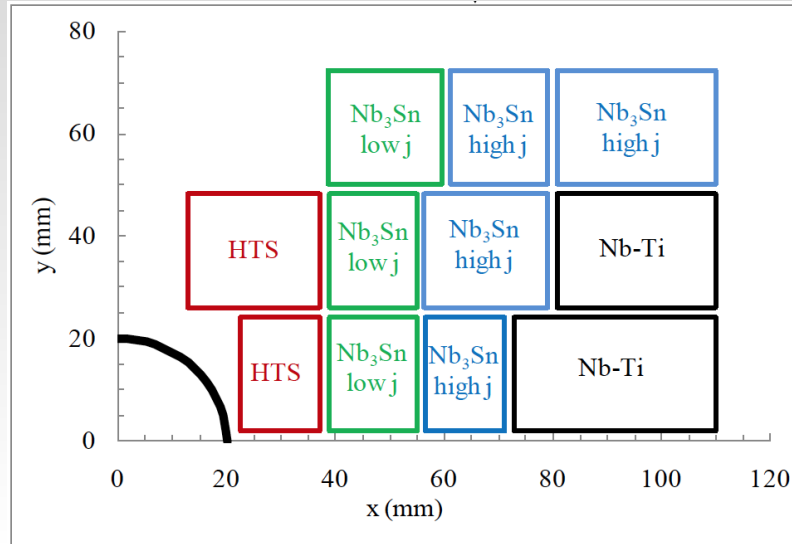 80
60
40
20
0
y (mm)
Nb₃Sn
low j
Nb₃Sn
high j
Nb₃Sn
high j
HTS
Nb₃Sn
low j
Nb₃Sn
high j
Nb-Ti
HTS
Nb₃Sn
low j
Nb₃Sn
high j
Nb-Ti
0 20 40 60 80 100 120
x (mm)